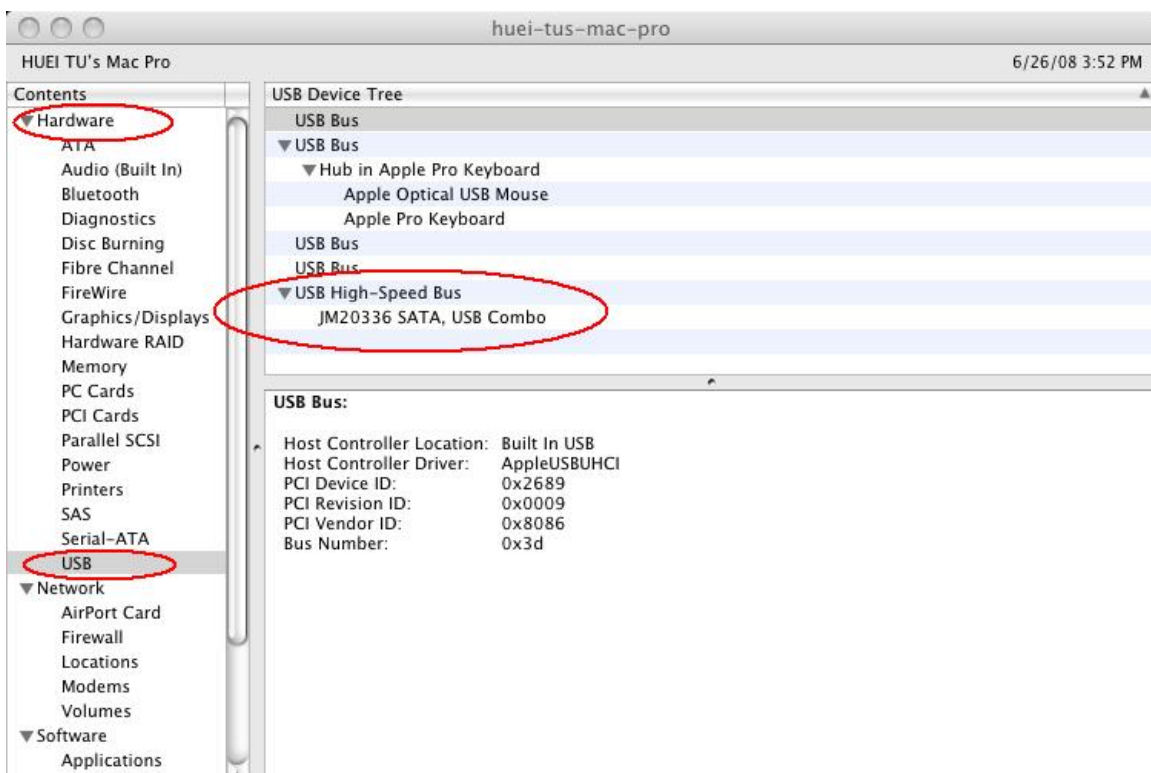 huei-tus-mac-pro
HUEI TU's Mac Pro
6/26/08 3:52 PM
Contents
Hardware
ATA
Audio (Built In)
Bluetooth
Diagnostics
Disc Burning
Fibre Channel
FireWire
Graphics/Displays
Hardware RAID
Memory
PC Cards
PCI Cards
Parallel SCSI
Power
Printers
SAS
Serial-ATA
USB
Network
AirPort Card
Firewall
Locations
Modems
Volumes
Software
Applications
USB Device Tree
USB Bus
USB Bus
Hub in Apple Pro Keyboard
Apple Optical USB Mouse
Apple Pro Keyboard
USB Bus
USB Bus
USB High-Speed Bus
JM20336 SATA, USB Combo
USB Bus:
Host Controller Location: Built In USB
Host Controller Driver: AppleUSBUHCI
PCI Device ID: 0x2689
PCI Revision ID: 0x0009
PCI Vendor ID: 0x8086
Bus Number: 0x3d